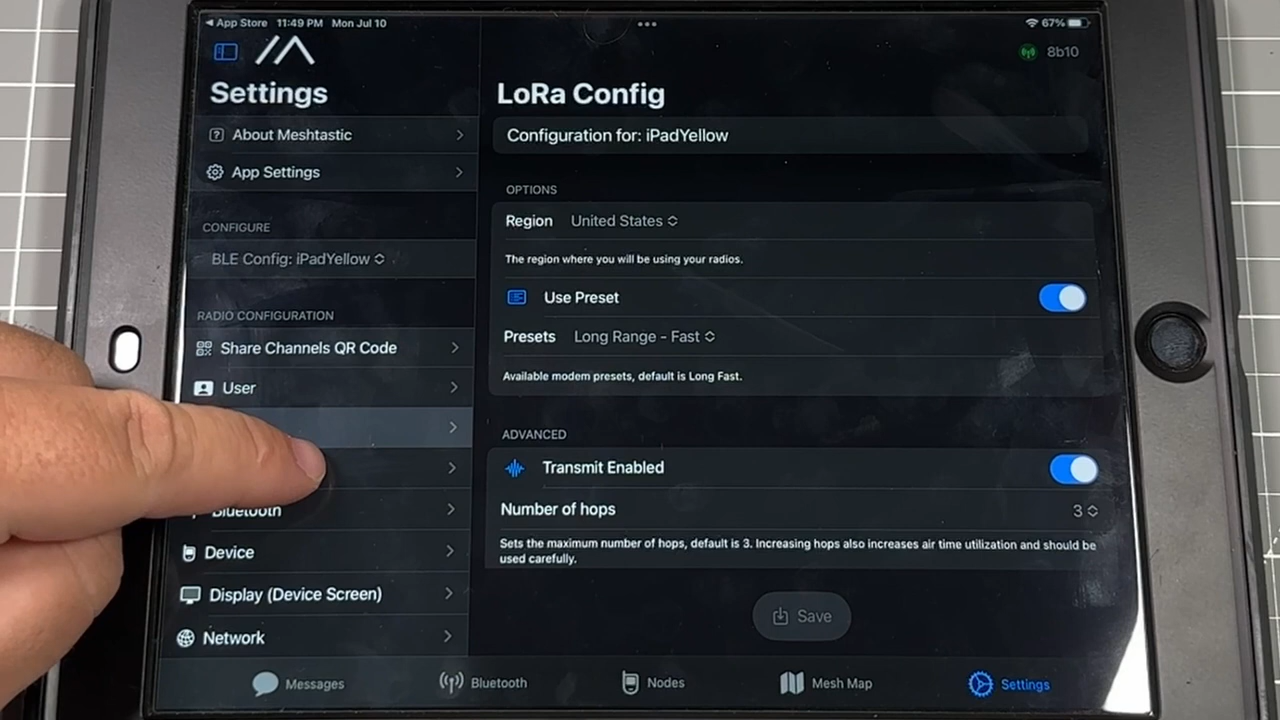 App Store 11:49 PM Mon Jul 10
67%
8b10
Settings
About Meshtastic
App Settings
CONFIGURE
BLE Config: iPadYellow
RADIO CONFIGURATION
Share Channels QR Code
User
Bluetooth
Device
Display (Device Screen)
Network
LoRa Config
Configuration for: iPadYellow
OPTIONS
Region United States
The region where you will be using your radios.
Use Preset
Presets Long Range - Fast
Available modem presets, default is Long Fast.
ADVANCED
Transmit Enabled
Number of hops 3
Sets the maximum number of hops, default is 3. Increasing hops also increases air time utilization and should be
used carefully.
Save
Messages Bluetooth Nodes Mesh Map Settings